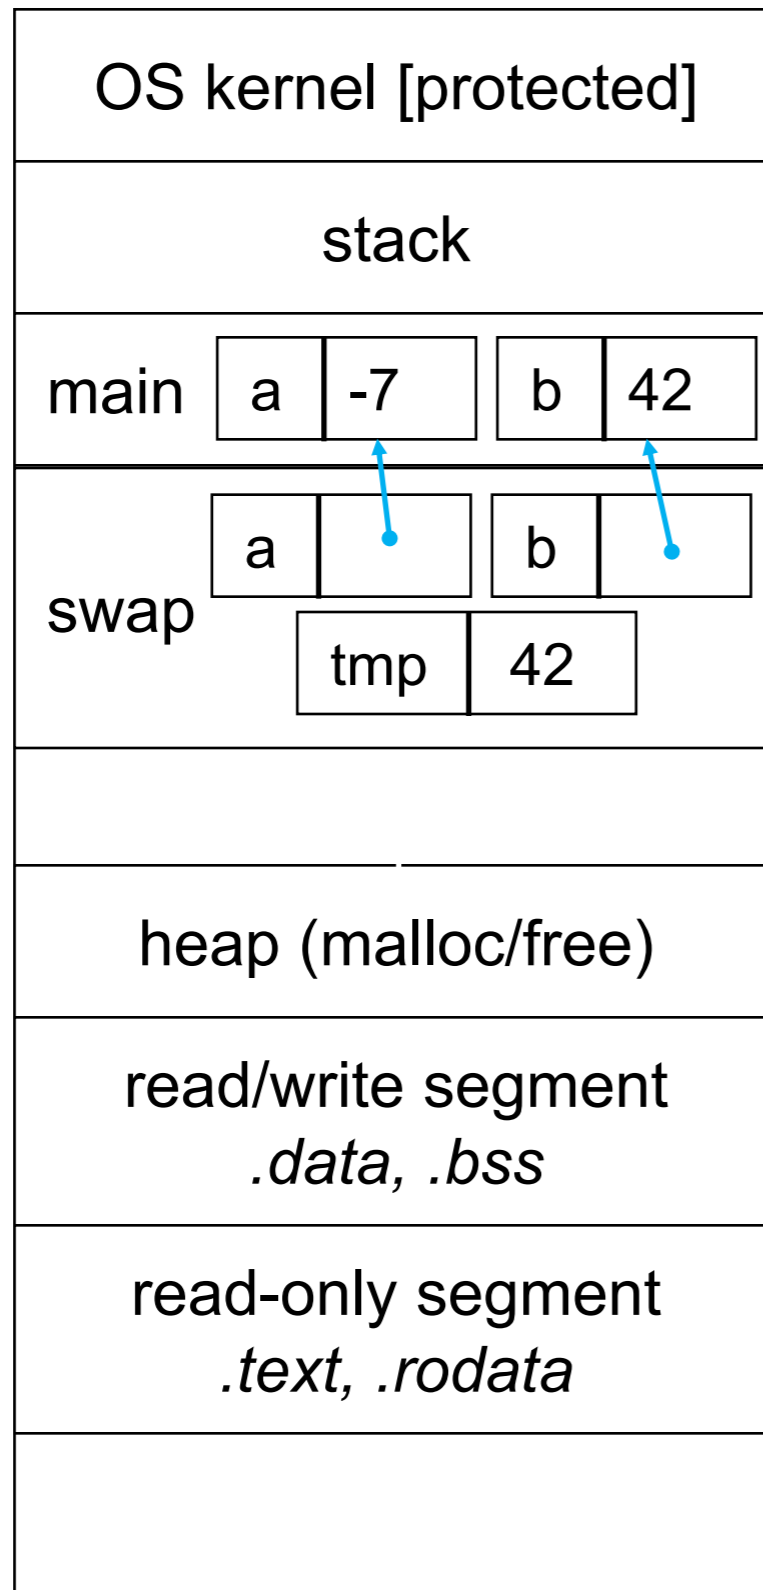 OS kernel [protected]
stack
main a -7 b 42
a b
swap
tmp 42
heap (malloc/free)
read/write segment
.data, .bss
read-only segment
.text, .rodata